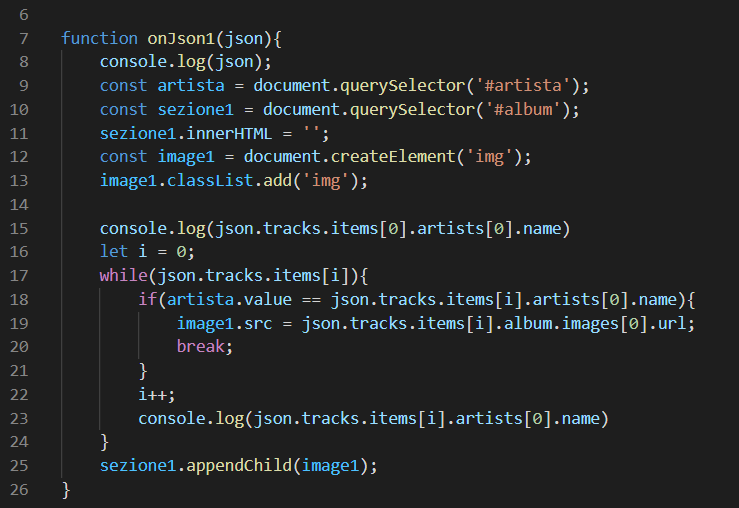 6
7 function onJson1(json){
8     console.log(json);
9     const artista = document.querySelector('#artista');
10     const sezione1 = document.querySelector('#album');
11     sezione1.innerHTML = '';
12     const image1 = document.createElement('img');
13     image1.classList.add('img');
14
15     console.log(json.tracks.items[0].artists[0].name)
16     let i = 0;
17     while(json.tracks.items[i]){
18         if(artista.value == json.tracks.items[i].artists[0].name){
19             image1.src = json.tracks.items[i].album.images[0].url;
20             break;
21         }
22         i++;
23         console.log(json.tracks.items[i].artists[0].name)
24     }
25     sezione1.appendChild(image1);
26 }